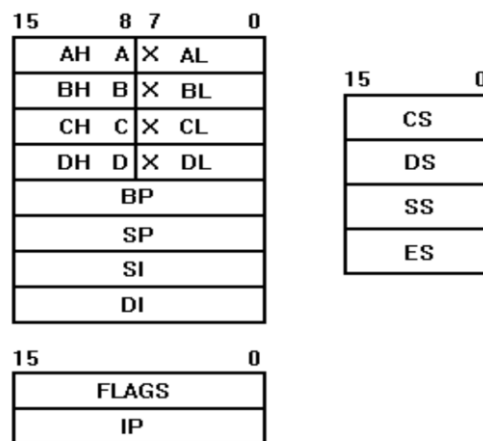 15 8 7 0
AH A X AL
BH B X BL
CH C X CL
DH D X DL
BP
SP
SI
DI
15 0
FLAGS
IP
15 0
CS
DS
SS
ES